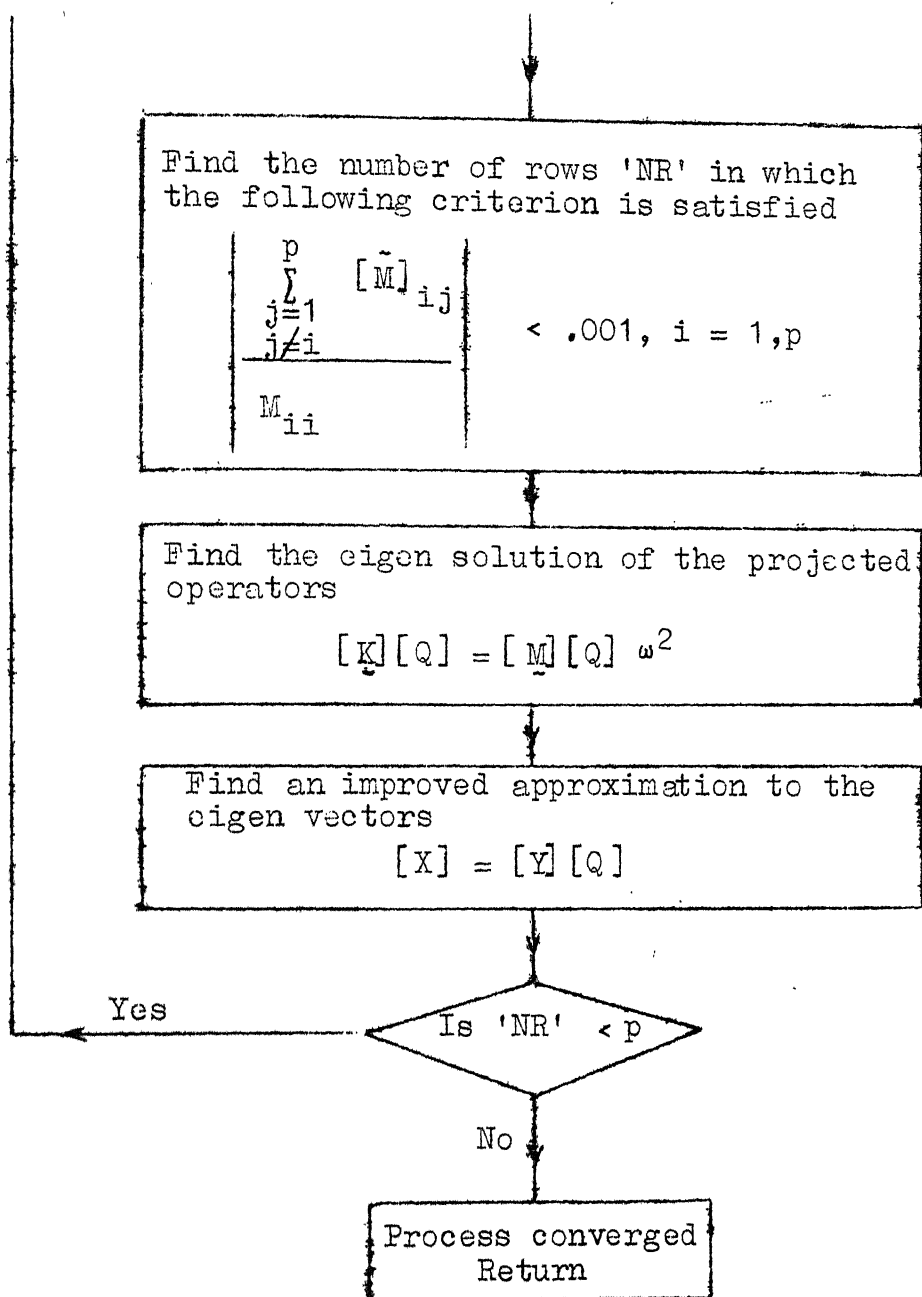 Find the number of rows 'NR' in which
the following criterion is satisfied
p
Σ [M̃]ij
j=1
j≠i
Mii
< .001, i = 1,p
Find the eigen solution of the projected
operators
[K̰][Q] = [M̰][Q] ω²
Find an improved approximation to the
eigen vectors
[X] = [Y][Q]
Yes
Is 'NR' < p
No
Process converged
Return